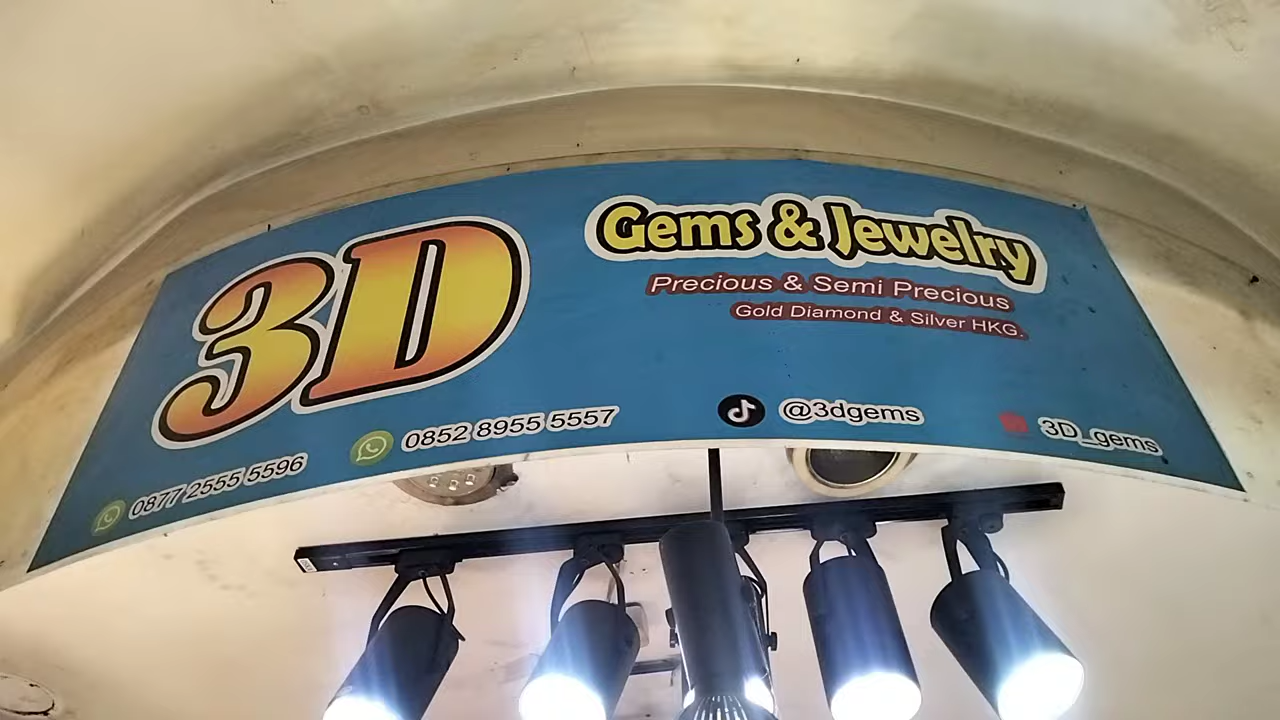 3D
Gems & Jewelry
Precious & Semi Precious
Gold Diamond & Silver HKG.
0877 2555 5596
0852 8955 5557
@3dgems
3D_gems